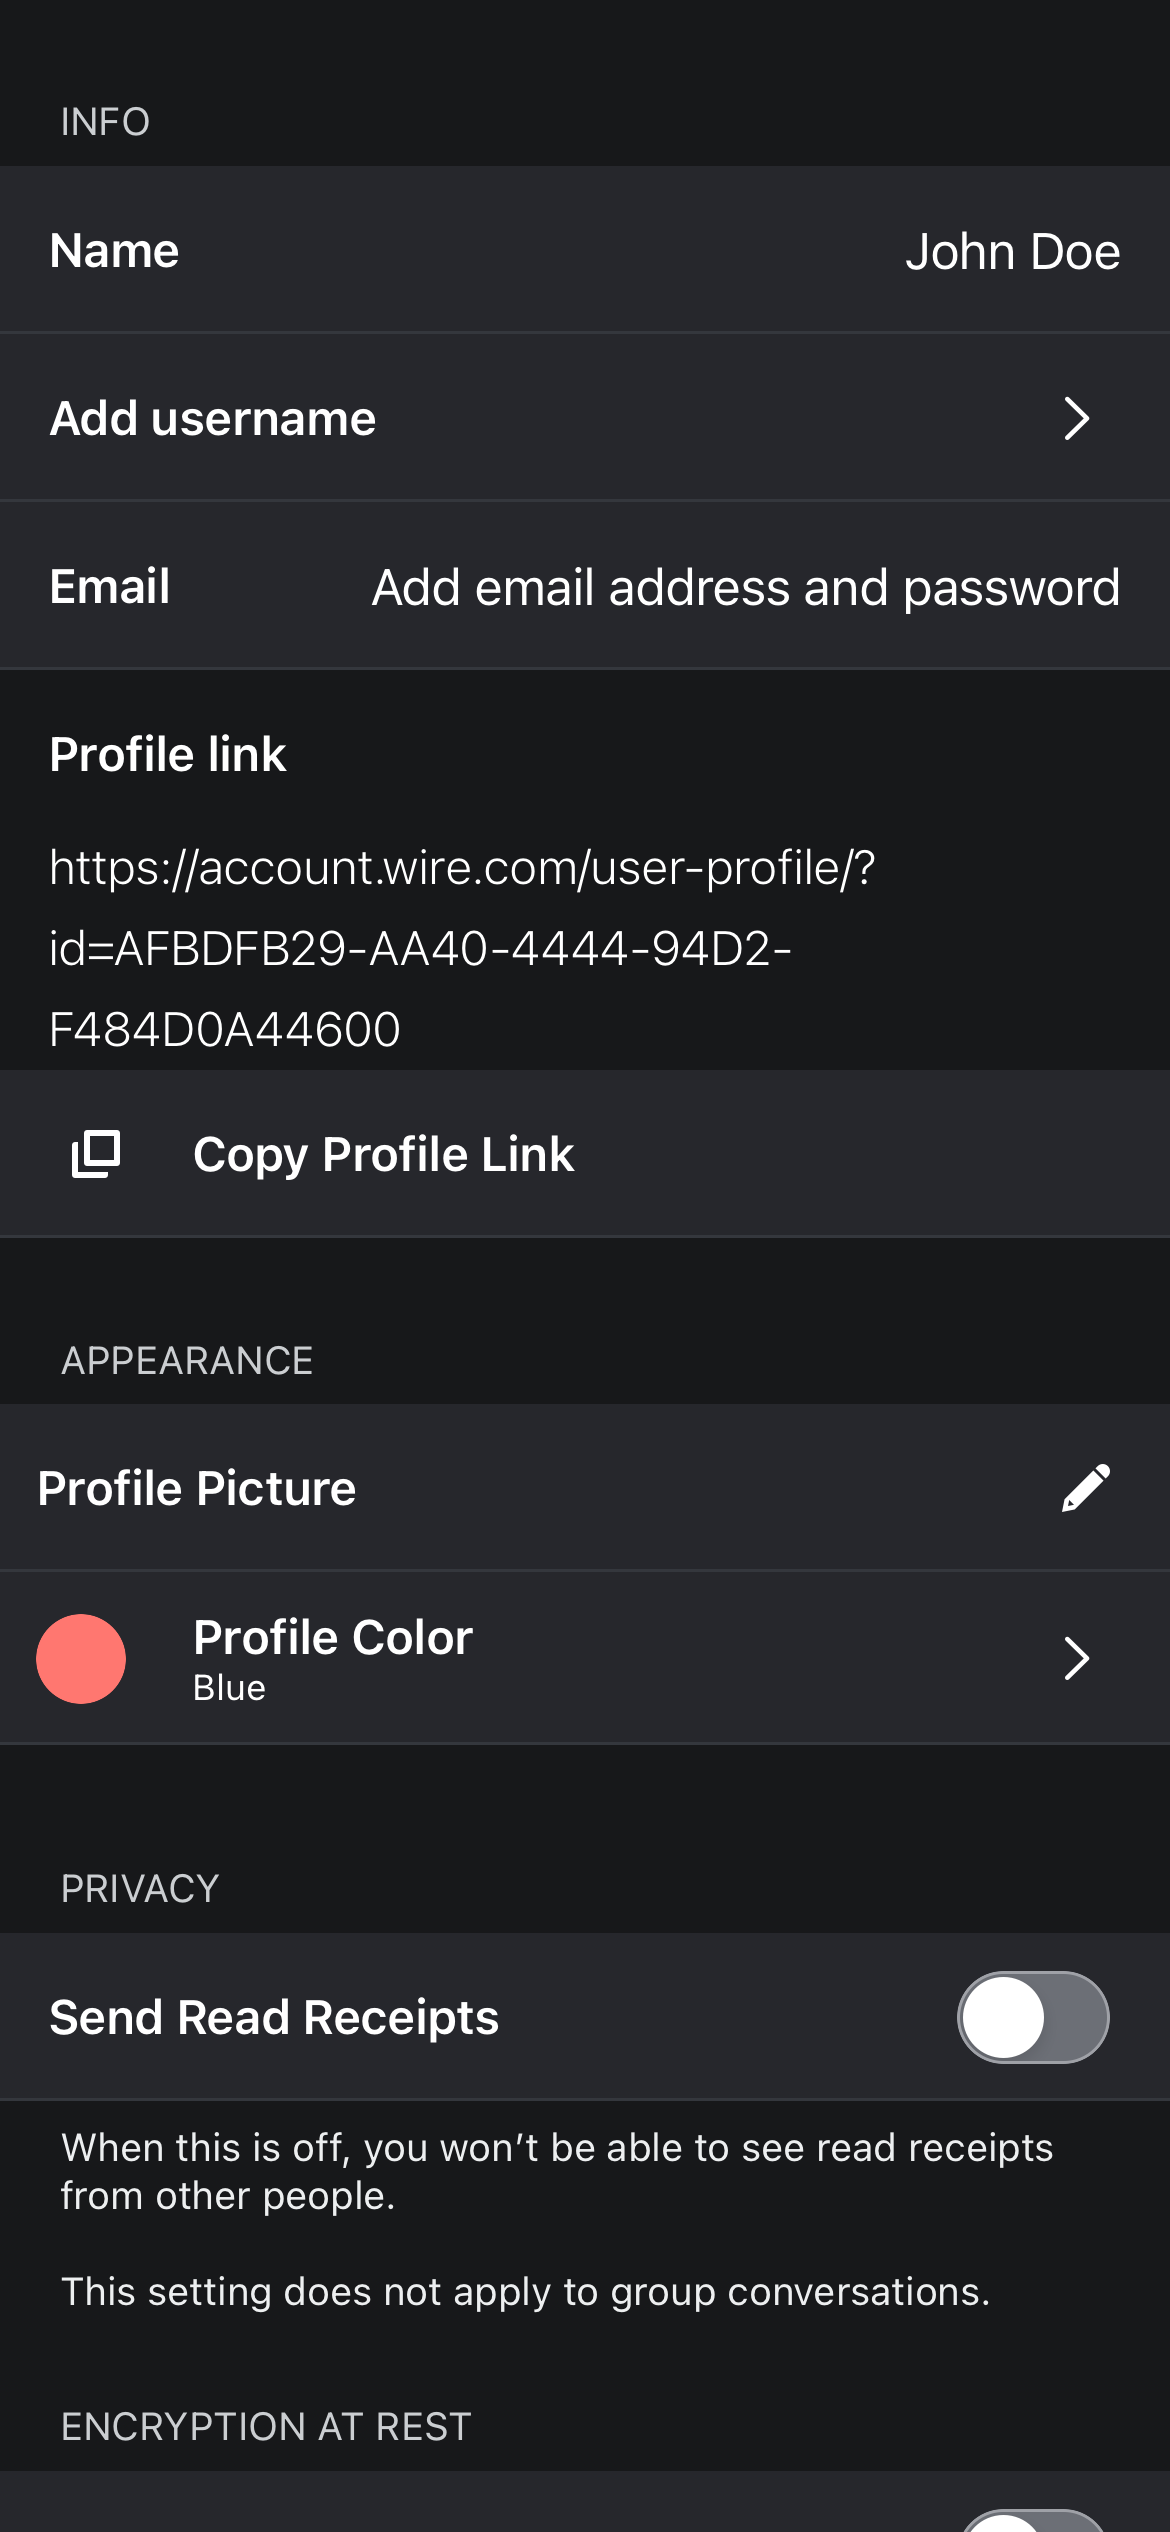 INFO
Name
John Doe
Add username
Email
Add email address and password
Profile link
https://account.wire.com/user-profile/?
id=AFBDFB29-AA40-4444-94D2-
F484D0A44600
Copy Profile Link
APPEARANCE
Profile Picture
Profile Color
Blue
PRIVACY
Send Read Receipts
When this is off, you won’t be able to see read receipts
from other people.
This setting does not apply to group conversations.
ENCRYPTION AT REST